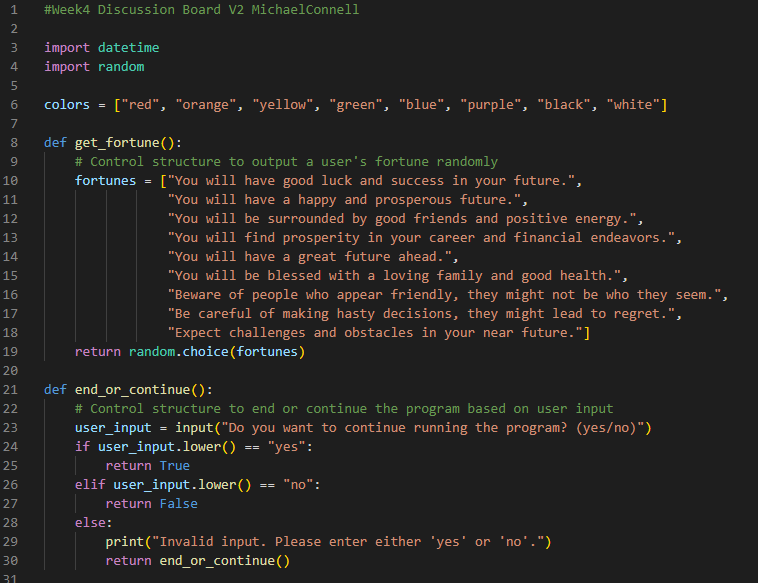 1 #Week4 Discussion Board V2 MichaelConnell
2
3 import datetime
4 import random
5
6 colors = ["red", "orange", "yellow", "green", "blue", "purple", "black", "white"]
7
8 def get_fortune():
9     # Control structure to output a user's fortune randomly
10     fortunes = ["You will have good luck and success in your future.",
11                 "You will have a happy and prosperous future.",
12                 "You will be surrounded by good friends and positive energy.",
13                 "You will find prosperity in your career and financial endeavors.",
14                 "You will have a great future ahead.",
15                 "You will be blessed with a loving family and good health.",
16                 "Beware of people who appear friendly, they might not be who they seem.",
17                 "Be careful of making hasty decisions, they might lead to regret.",
18                 "Expect challenges and obstacles in your near future."]
19     return random.choice(fortunes)
20
21 def end_or_continue():
22     # Control structure to end or continue the program based on user input
23     user_input = input("Do you want to continue running the program? (yes/no)")
24     if user_input.lower() == "yes":
25         return True
26     elif user_input.lower() == "no":
27         return False
28     else:
29         print("Invalid input. Please enter either 'yes' or 'no'.")
30         return end_or_continue()
31